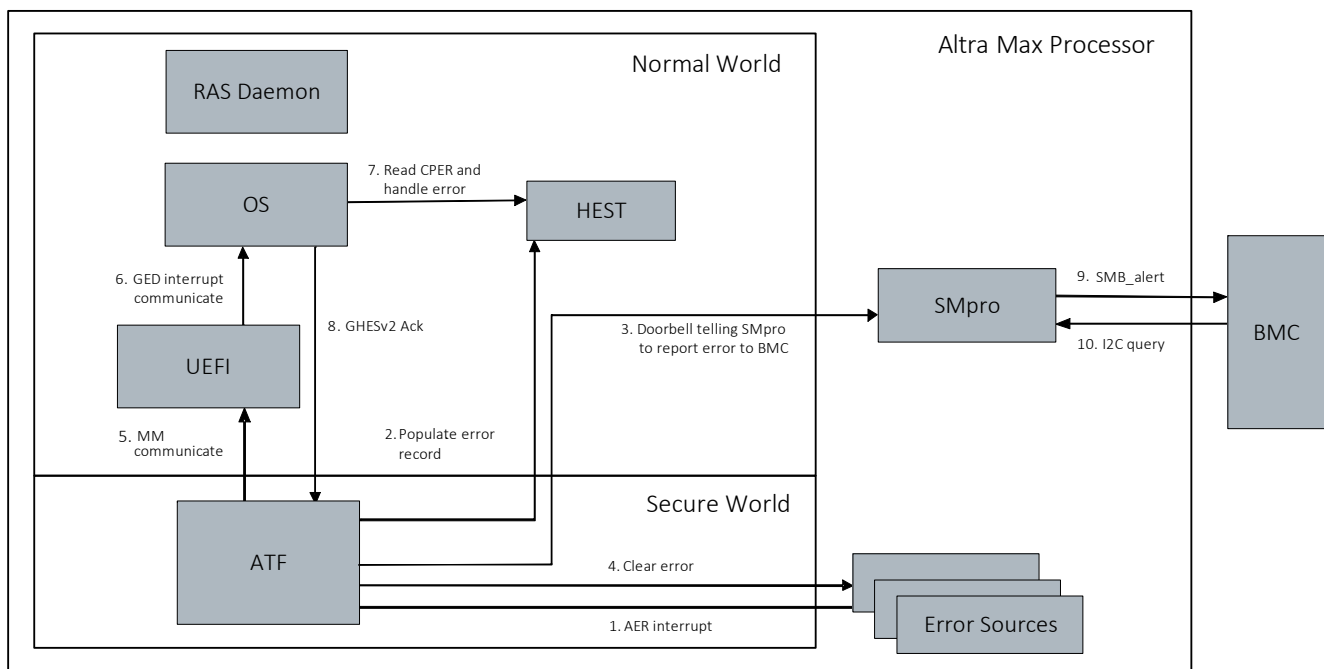 Altra Max Processor
Normal World
RAS Daemon
7. Read CPER and
handle error
OS
HEST
6. GED interrupt
communicate
9. SMB_alert
SMpro
8. GHESv2 Ack
3. Doorbell telling SMpro
to report error to BMC
BMC
10. I2C query
UEFI
5. MM
communicate
2. Populate error
record
Secure World
ATF
4. Clear error
1. AER interrupt
Error Sources